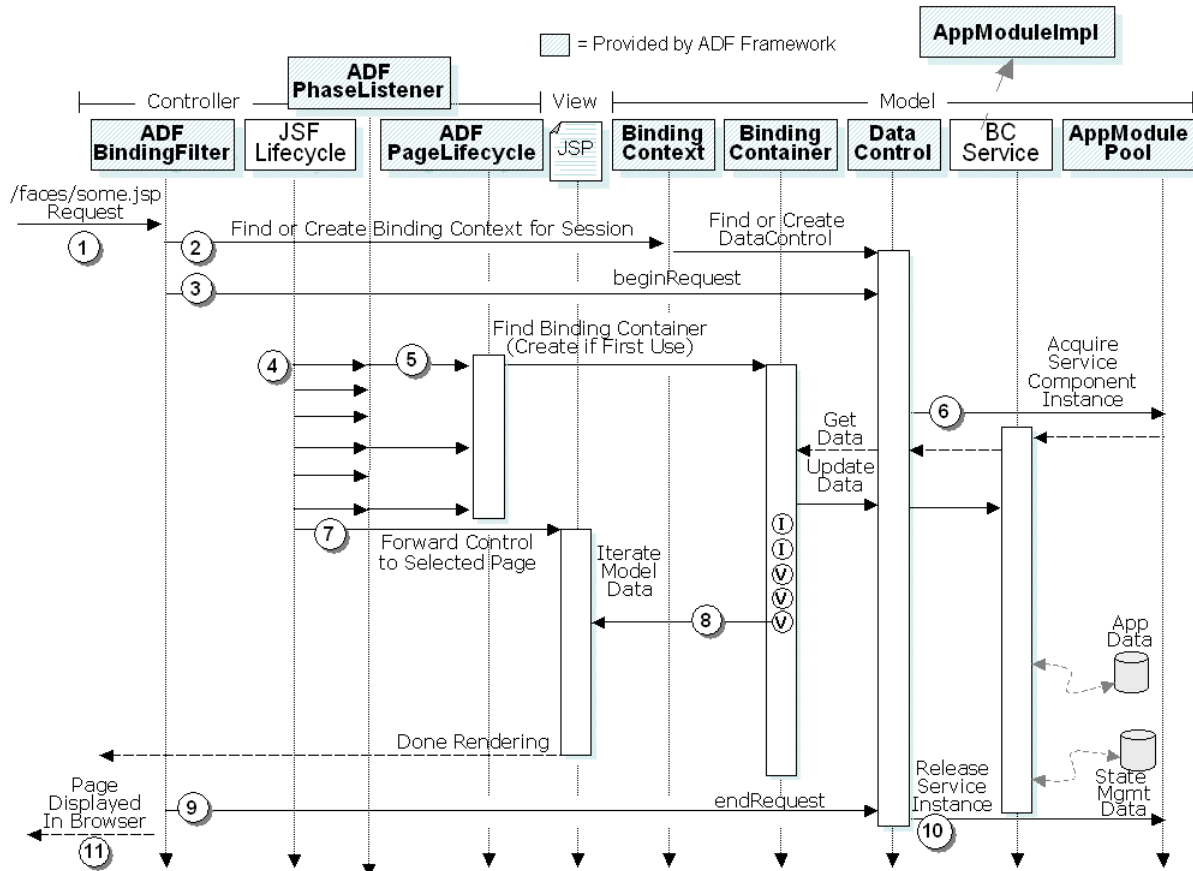 = Provided by ADF Framework
AppModuleImpl
ADF
PhaseListener
Controller
View
Model
ADF
BindingFilter
JSF
Lifecycle
ADF
PageLifecycle
JSP
Binding
Context
Binding
Container
Data
Control
BC
Service
AppModule
Pool
/faces/some.jsp
Request
1
2
Find or Create Binding Context for Session
Find or Create
DataControl
3
beginRequest
4
5
Find Binding Container
(Create if First Use)
Acquire
Service
Component
Instance
6
Get
Data
Update
Data
7
Forward Control
to Selected Page
Iterate
Model
Data
I
I
V
V
V
8
App
Data
Done Rendering
State
Mgmt
Data
Release
Service
Instance
9
endRequest
10
Page
Displayed
In Browser
11